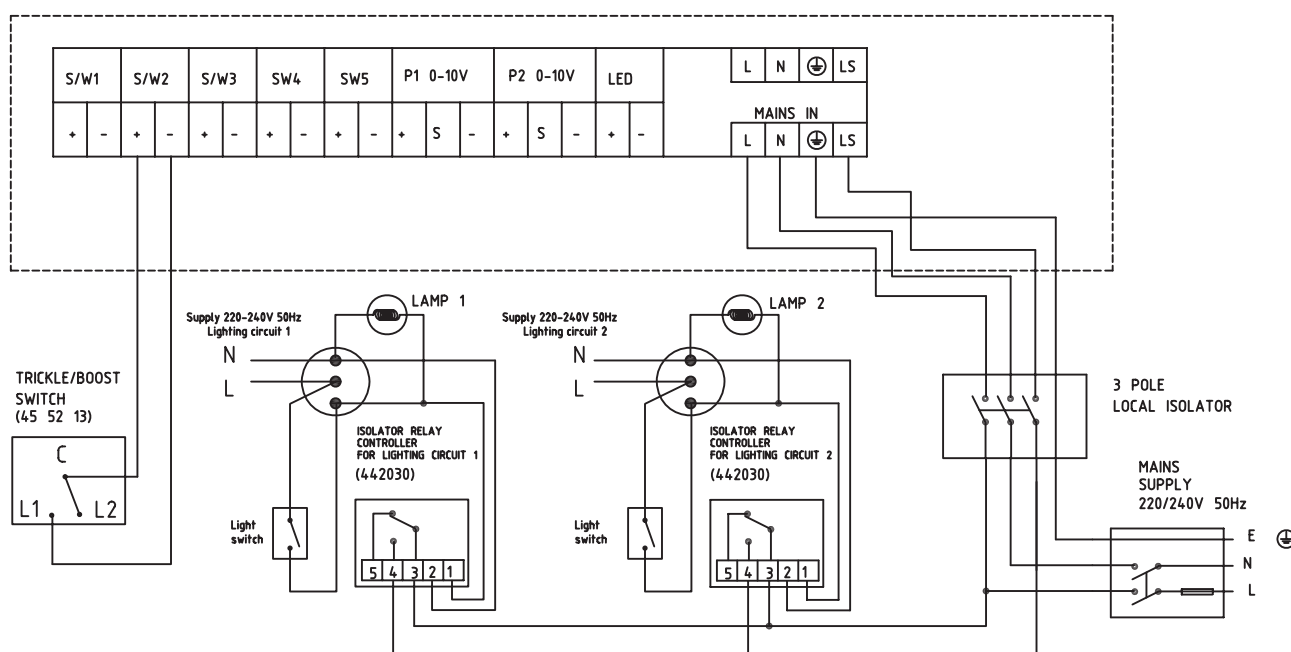 S/W1 S/W2 S/W3 SW4 SW5 P1 0-10V P2 0-10V LED
L N LS
MAINS IN
+ - + - + - + - + - + S - + S - + -
L N LS
Supply 220-240V 50Hz
Lighting circuit 1
N
L
LAMP 1
Supply 220-240V 50Hz
Lighting circuit 2
N
L
LAMP 2
TRICKLE/BOOST
SWITCH
(45 52 13)
C
L1 L2
ISOLATOR RELAY
CONTROLLER
FOR LIGHTING CIRCUIT 1
(442030)
Light
switch
5 4 3 2 1
ISOLATOR RELAY
CONTROLLER
FOR LIGHTING CIRCUIT 2
(442030)
Light
switch
5 4 3 2 1
3 POLE
LOCAL ISOLATOR
MAINS
SUPPLY
220/240V 50Hz
E
N
L